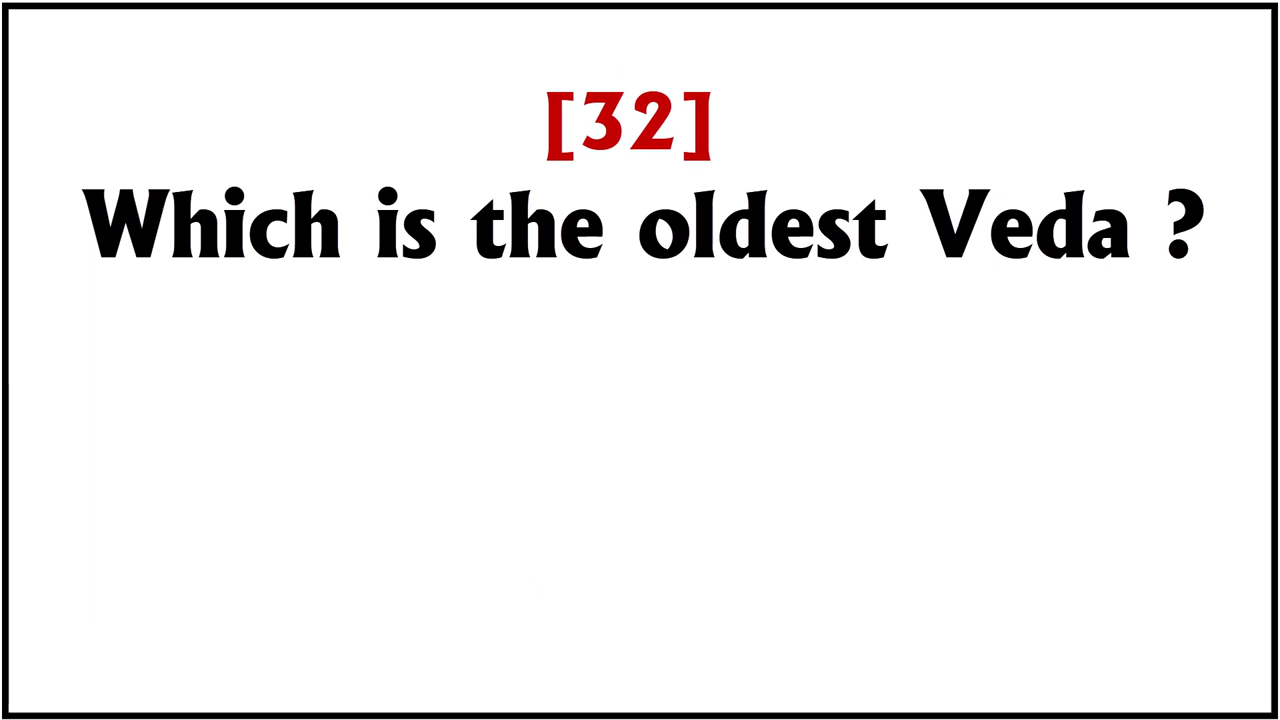 [32]
Which is the oldest Veda ?